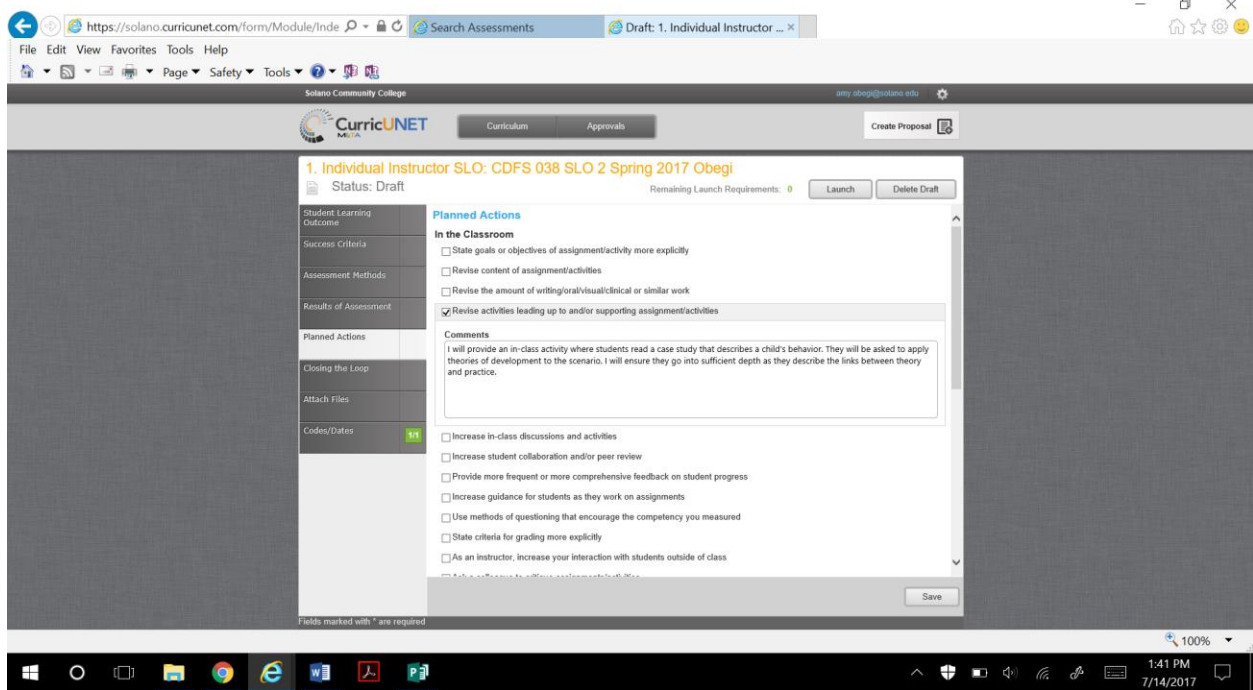 https://solano.curricunet.com/form/Module/Inde
Search Assessments
Draft: 1. Individual Instructor ...
File Edit View Favorites Tools Help
Page Safety Tools
Solano Community College
amy.obegi@solano.edu
CurricUNET
META
Curriculum
Approvals
Create Proposal
1. Individual Instructor SLO: CDFS 038 SLO 2 Spring 2017 Obegi
Status: Draft
Remaining Launch Requirements: 0
Launch
Delete Draft
Student Learning
Outcome
Success Criteria
Assessment Methods
Results of Assessment
Planned Actions
Closing the Loop
Attach Files
Codes/Dates
1/1
Planned Actions
In the Classroom
State goals or objectives of assignment/activity more explicitly
Revise content of assignment/activities
Revise the amount of writing/oral/visual/clinical or similar work
Revise activities leading up to and/or supporting assignment/activities
Comments
I will provide an in-class activity where students read a case study that describes a child's behavior. They will be asked to apply
theories of development to the scenario. I will ensure they go into sufficient depth as they describe the links between theory
and practice.
Increase in-class discussions and activities
Increase student collaboration and/or peer review
Provide more frequent or more comprehensive feedback on student progress
Increase guidance for students as they work on assignments
Use methods of questioning that encourage the competency you measured
State criteria for grading more explicitly
As an instructor, increase your interaction with students outside of class
Save
Fields marked with * are required
100%
1:41 PM
7/14/2017